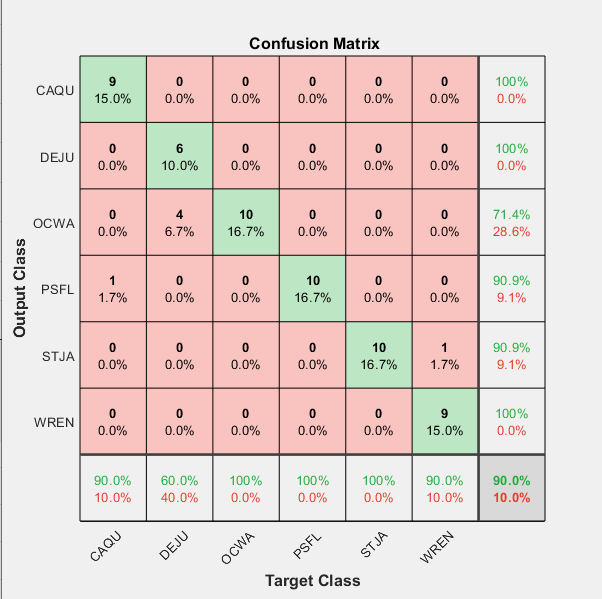 Confusion Matrix
Output Class
CAQU
9 0 0 0 0 0 100%
15.0% 0.0% 0.0% 0.0% 0.0% 0.0% 0.0%
DEJU
0 6 0 0 0 0 100%
0.0% 10.0% 0.0% 0.0% 0.0% 0.0% 0.0%
OCWA
0 4 10 0 0 0 71.4%
0.0% 6.7% 16.7% 0.0% 0.0% 0.0% 28.6%
PSFL
1 0 0 10 0 0 90.9%
1.7% 0.0% 0.0% 16.7% 0.0% 0.0% 9.1%
STJA
0 0 0 0 10 1 90.9%
0.0% 0.0% 0.0% 0.0% 16.7% 1.7% 9.1%
WREN
0 0 0 0 0 9 100%
0.0% 0.0% 0.0% 0.0% 0.0% 15.0% 0.0%
90.0% 60.0% 100% 100% 100% 90.0% 90.0%
10.0% 40.0% 0.0% 0.0% 0.0% 10.0% 10.0%
CAQU DEJU OCWA PSFL STJA WREN
Target Class